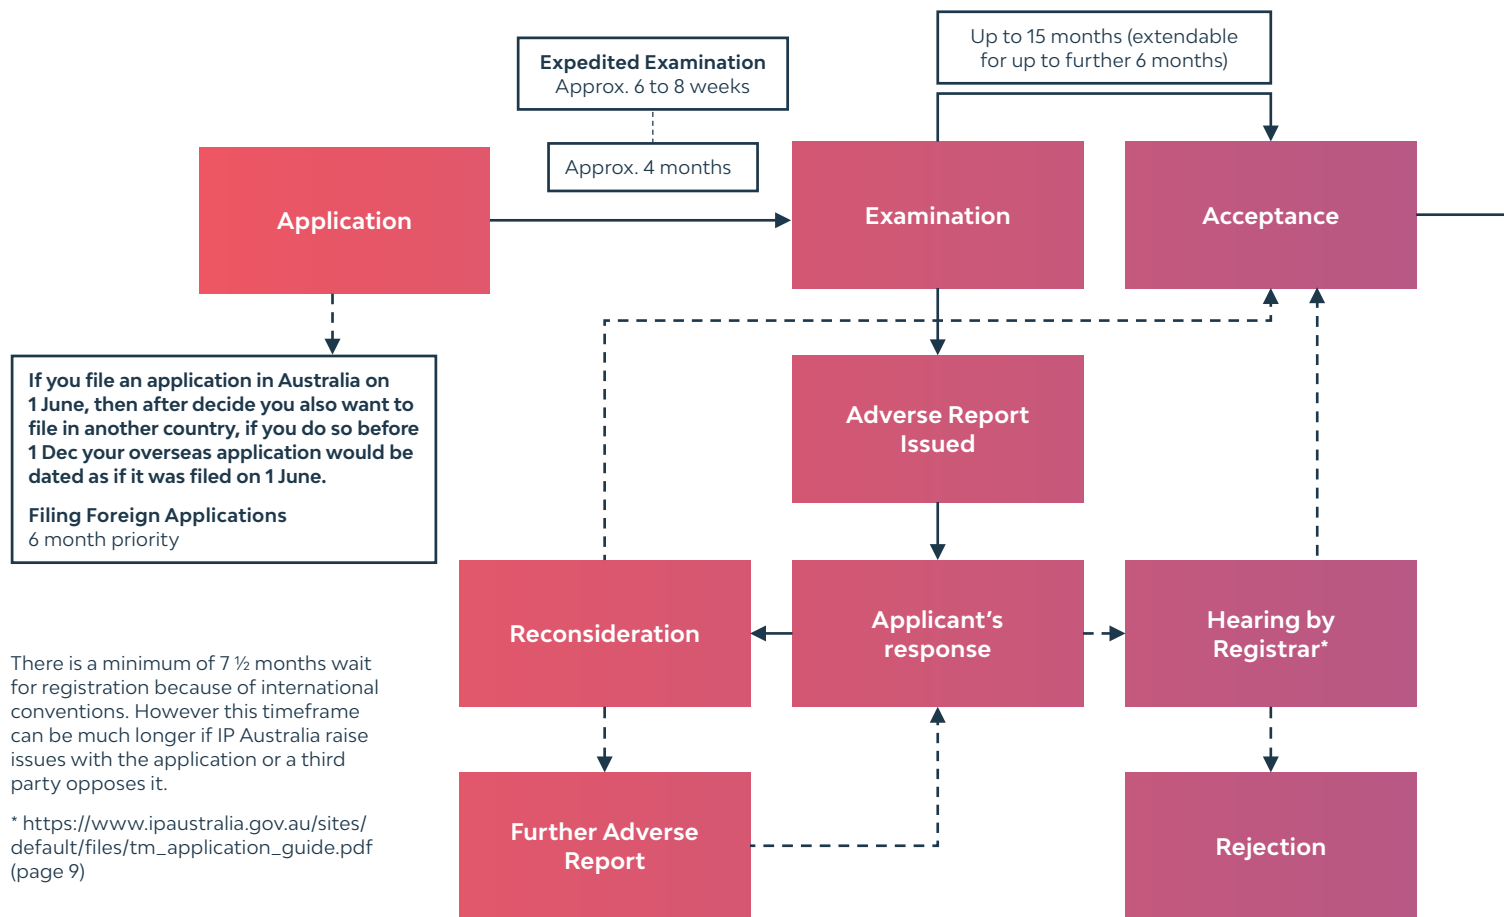 Up to 15 months (extendable
for up to further 6 months)
Expedited Examination
Approx. 6 to 8 weeks
Approx. 4 months
Application
Examination
Acceptance
If you file an application in Australia on
1 June, then after decide you also want to
file in another country, if you do so before
1 Dec your overseas application would be
dated as if it was filed on 1 June.
Filing Foreign Applications
6 month priority
Adverse Report
Issued
Reconsideration
Applicant’s
response
Hearing by
Registrar*
There is a minimum of 7 ½ months wait
for registration because of international
conventions. However this timeframe
can be much longer if IP Australia raise
issues with the application or a third
party opposes it.
* https://www.ipaustralia.gov.au/sites/
default/files/tm_application_guide.pdf
(page 9)
Further Adverse
Report
Rejection